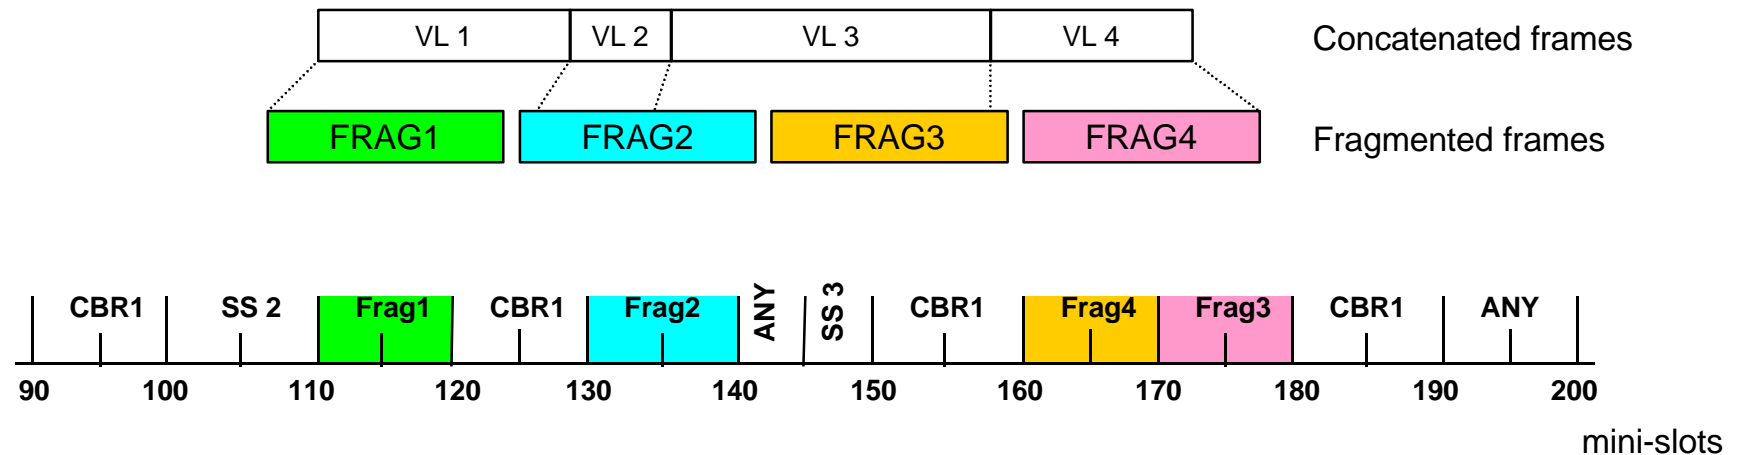 VL 1 VL 2 VL 3 VL 4 Concatenated frames
FRAG1 FRAG2 FRAG3 FRAG4 Fragmented frames
CBR1 SS 2 Frag1 CBR1 Frag2 ANY SS 3 CBR1 Frag4 Frag3 CBR1 ANY
90 100 110 120 130 140 150 160 170 180 190 200
mini-slots